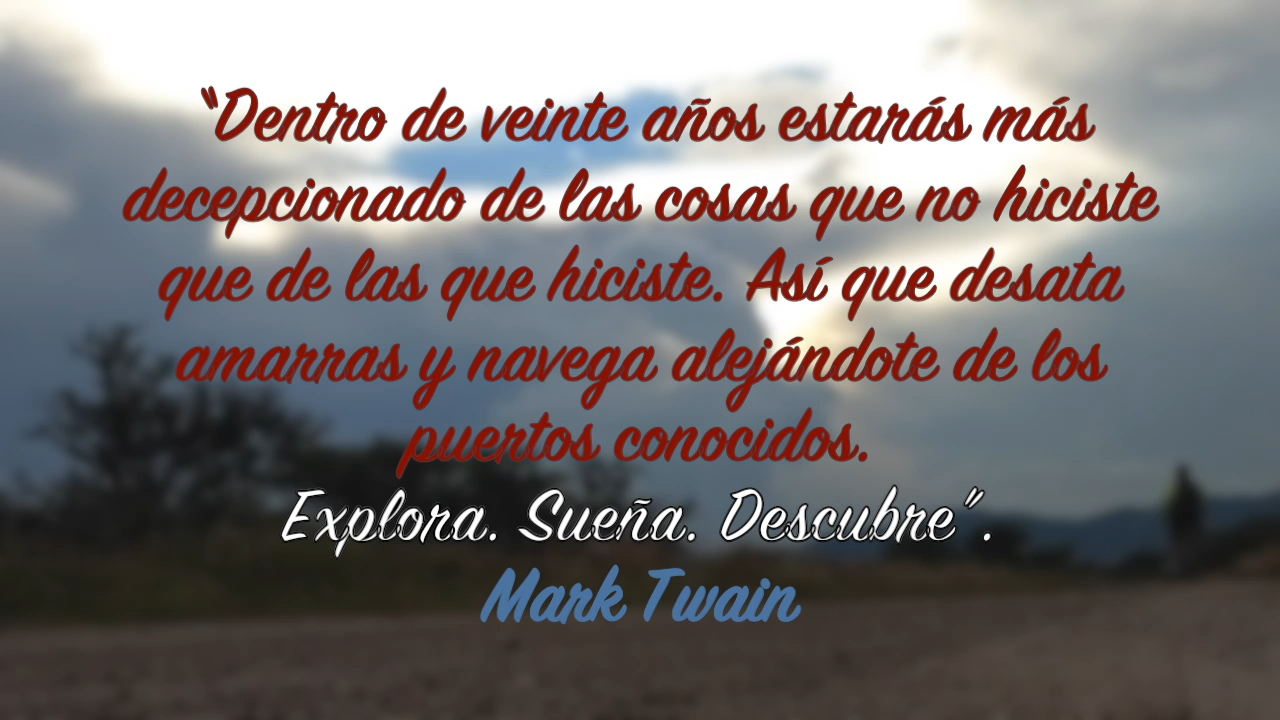 “Dentro de veinte años estarás más
decepcionado de las cosas que no hiciste
que de las que hiciste. Así que desata
amarras y navega alejándote de los
puertos conocidos.
Explora. Sueña. Descubre”.
Mark Twain